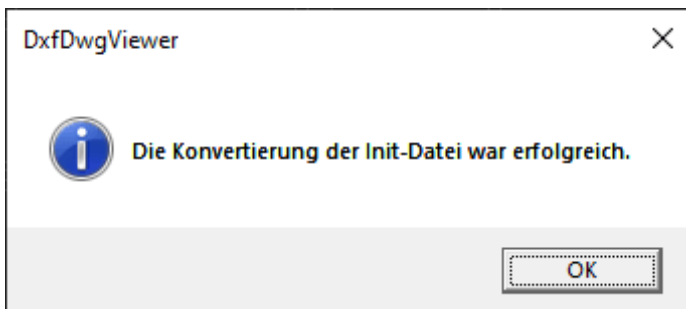 DxfDwgViewer
Die Konvertierung der Init-Datei war erfolgreich.
OK